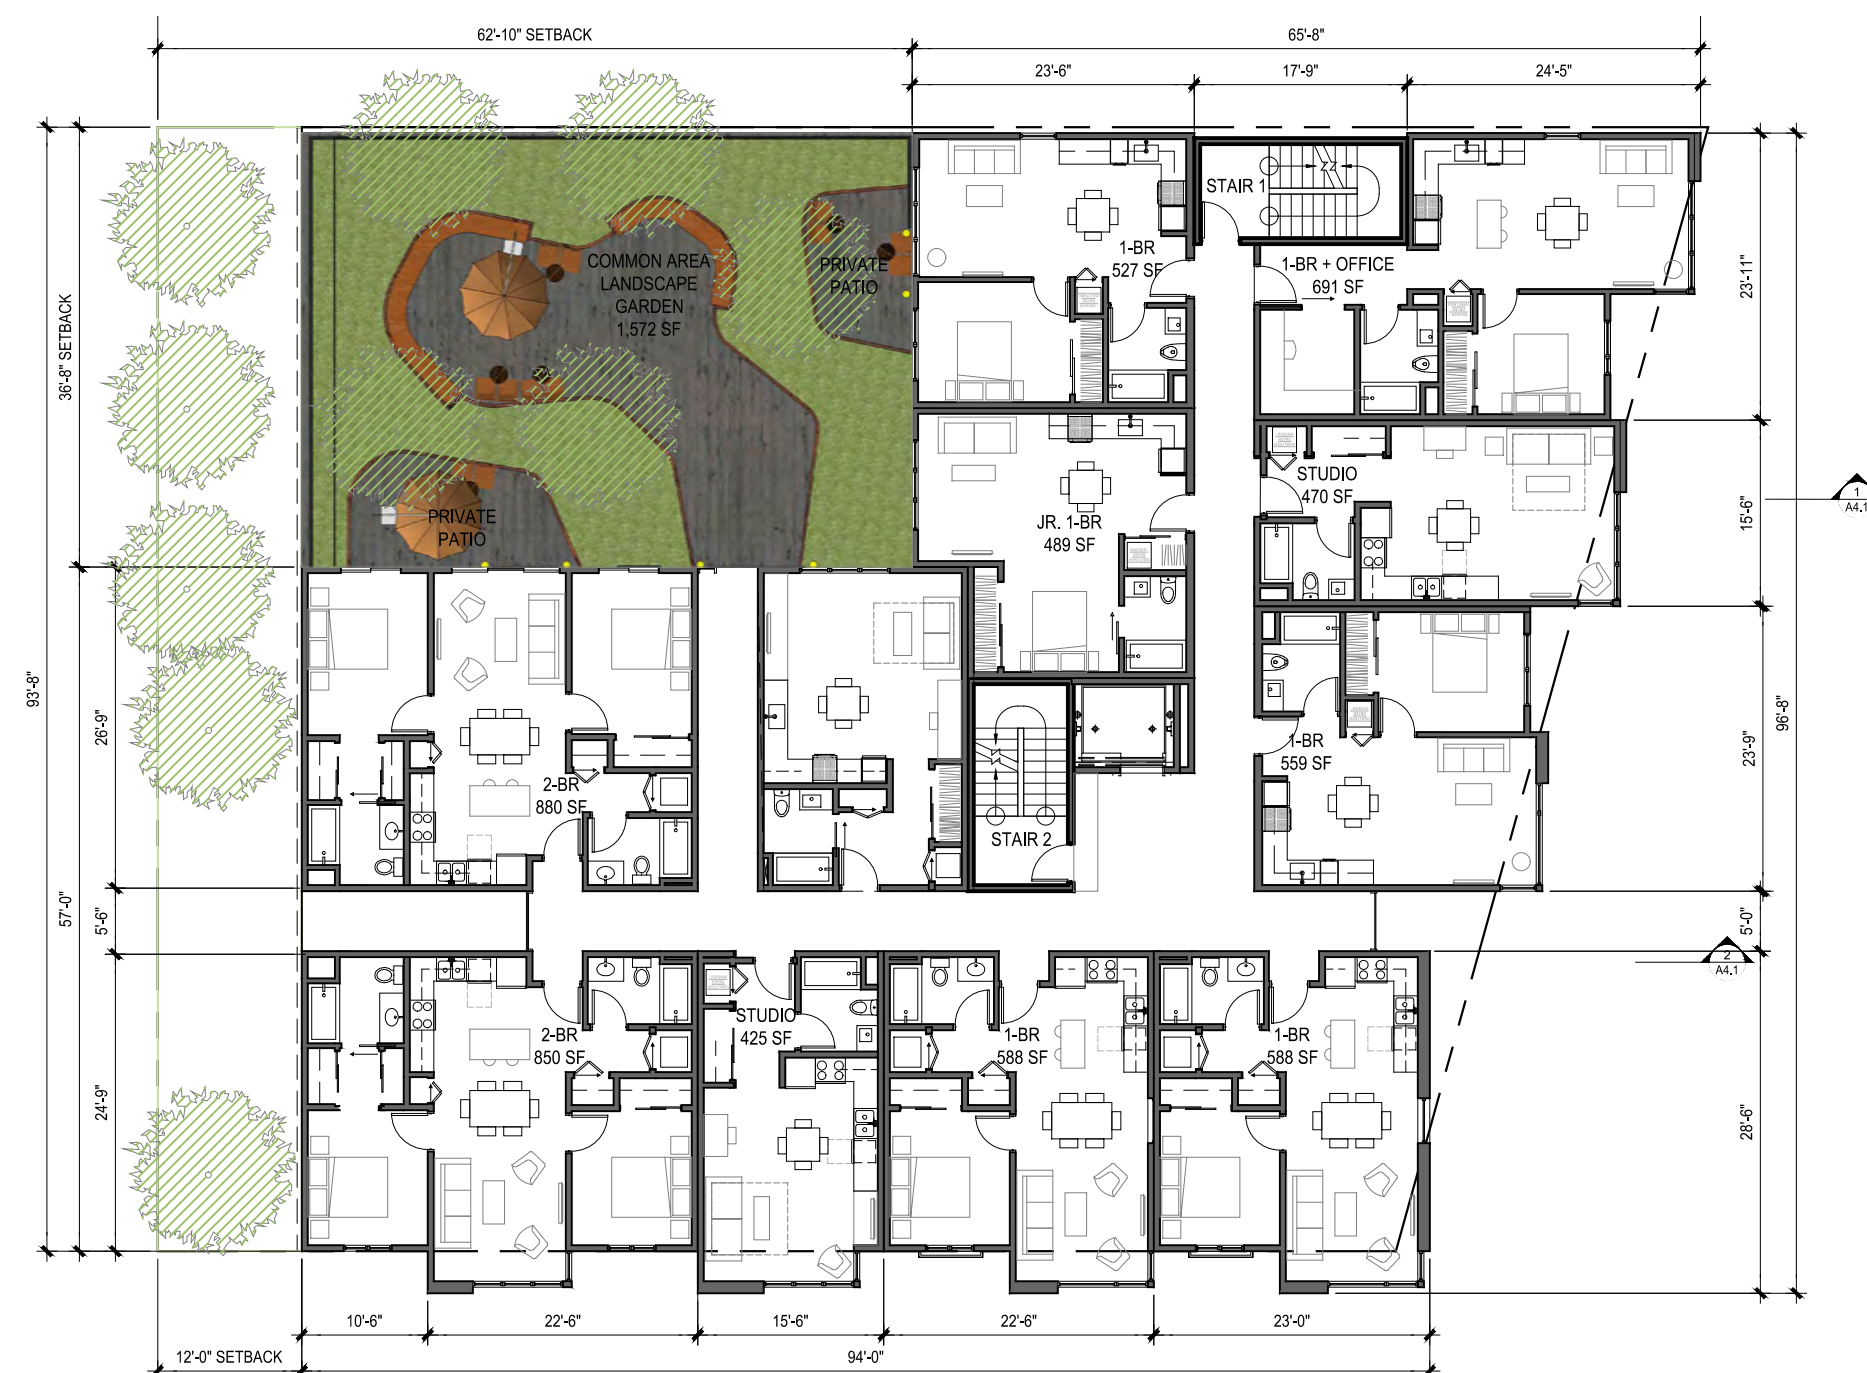 62'-10" SETBACK
65'-8"
23'-6"
17'-9"
24'-5"
STAIR 1
COMMON AREA
LANDSCAPE
GARDEN
1,572 SF
PRIVATE
PATIO
1-BR
527 SF
1-BR + OFFICE
691 SF
36'-8" SETBACK
23'-11"
PRIVATE
PATIO
JR. 1-BR
489 SF
STUDIO
470 SF
15'-6"
1
A4.1
93'-8"
26'-9"
96'-8"
23'-9"
2-BR
880 SF
1-BR
559 SF
STAIR 2
57'-0"
5'-6"
5'-0"
2
A4.1
24'-9"
2-BR
850 SF
STUDIO
425 SF
1-BR
588 SF
1-BR
588 SF
28'-6"
10'-6"
22'-6"
15'-6"
22'-6"
23'-0"
12'-0" SETBACK
94'-0"